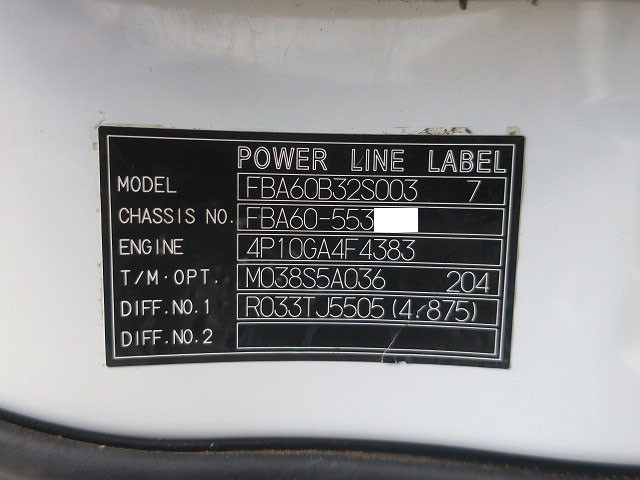 POWER LINE LABEL
MODEL FBA60B32S003 7
CHASSIS NO. FBA60-553
ENGINE 4P10GA4F4383
T/M·OPT. M038S5A036 204
DIFF.NO.1 R033TJ5505 (4.875)
DIFF.NO.2